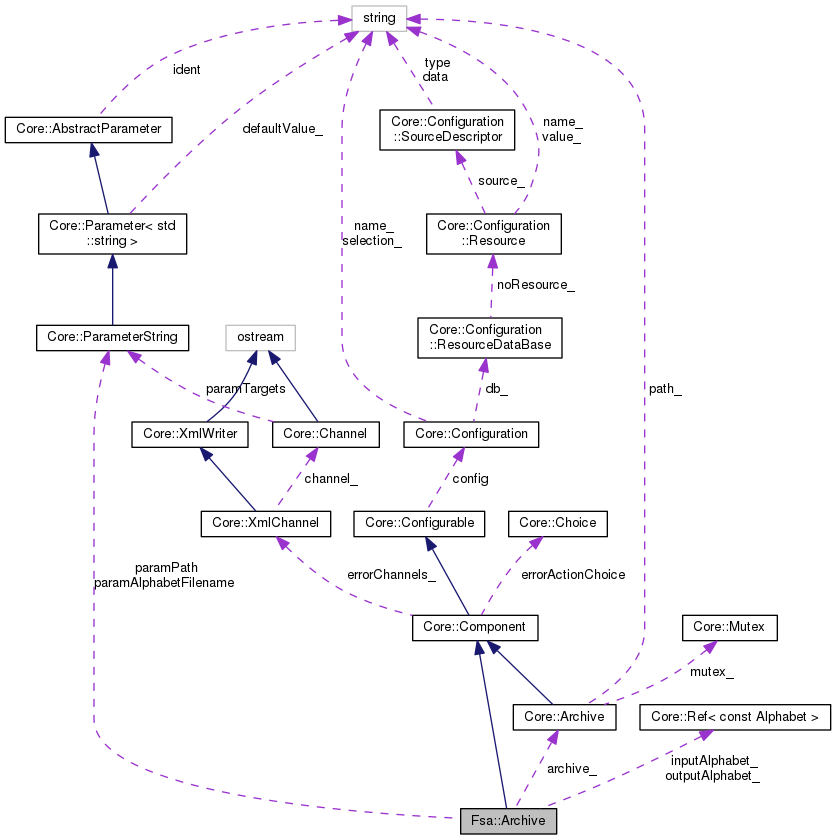 string
ident
type
data
Core::AbstractParameter
defaultValue_
Core::Configuration
::SourceDescriptor
name_
value_
source_
Core::Parameter< std
::string >
name_
selection_
Core::Configuration
::Resource
noResource_
Core::ParameterString
ostream
Core::Configuration
::ResourceDataBase
paramTargets
db_
path_
Core::XmlWriter
Core::Channel
Core::Configuration
channel_
config
Core::XmlChannel
Core::Configurable
Core::Choice
paramPath
paramAlphabetFilename
errorChannels_
errorActionChoice
Core::Component
Core::Mutex
mutex_
Core::Archive
Core::Ref< const Alphabet >
archive_
inputAlphabet_
outputAlphabet_
Fsa::Archive